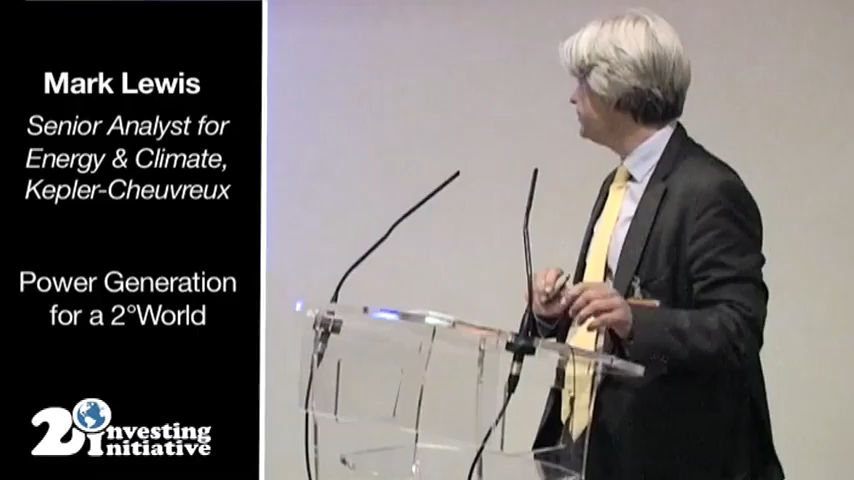 Mark Lewis
Senior Analyst for
Energy & Climate,
Kepler-Cheuvreux
Power Generation
for a 2°World
2° Investing
Initiative